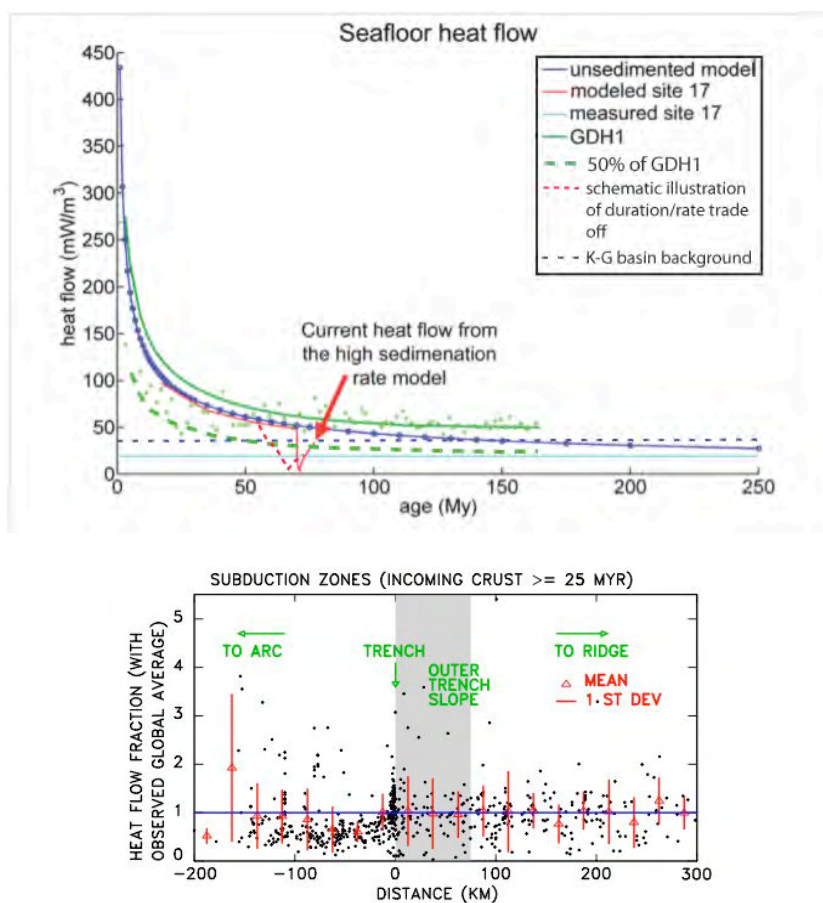 Seafloor heat flow
450
400
350
300
250
200
150
100
50
0
heat flow (mW/m³)
unsedimented model
modeled site 17
measured site 17
GDH1
50% of GDH1
schematic illustration
of duration/rate trade
off
K-G basin background
Current heat flow from
the high sedimenation
rate model
0 50 100 150 200 250
age (My)
SUBDUCTION ZONES (INCOMING CRUST >= 25 MYR)
HEAT FLOW FRACTION (WITH
OBSERVED GLOBAL AVERAGE)
5
4
3
2
1
0
TO ARC
TRENCH
OUTER
TRENCH
SLOPE
TO RIDGE
MEAN
1 ST DEV
-200 -100 0 100 200 300
DISTANCE (KM)